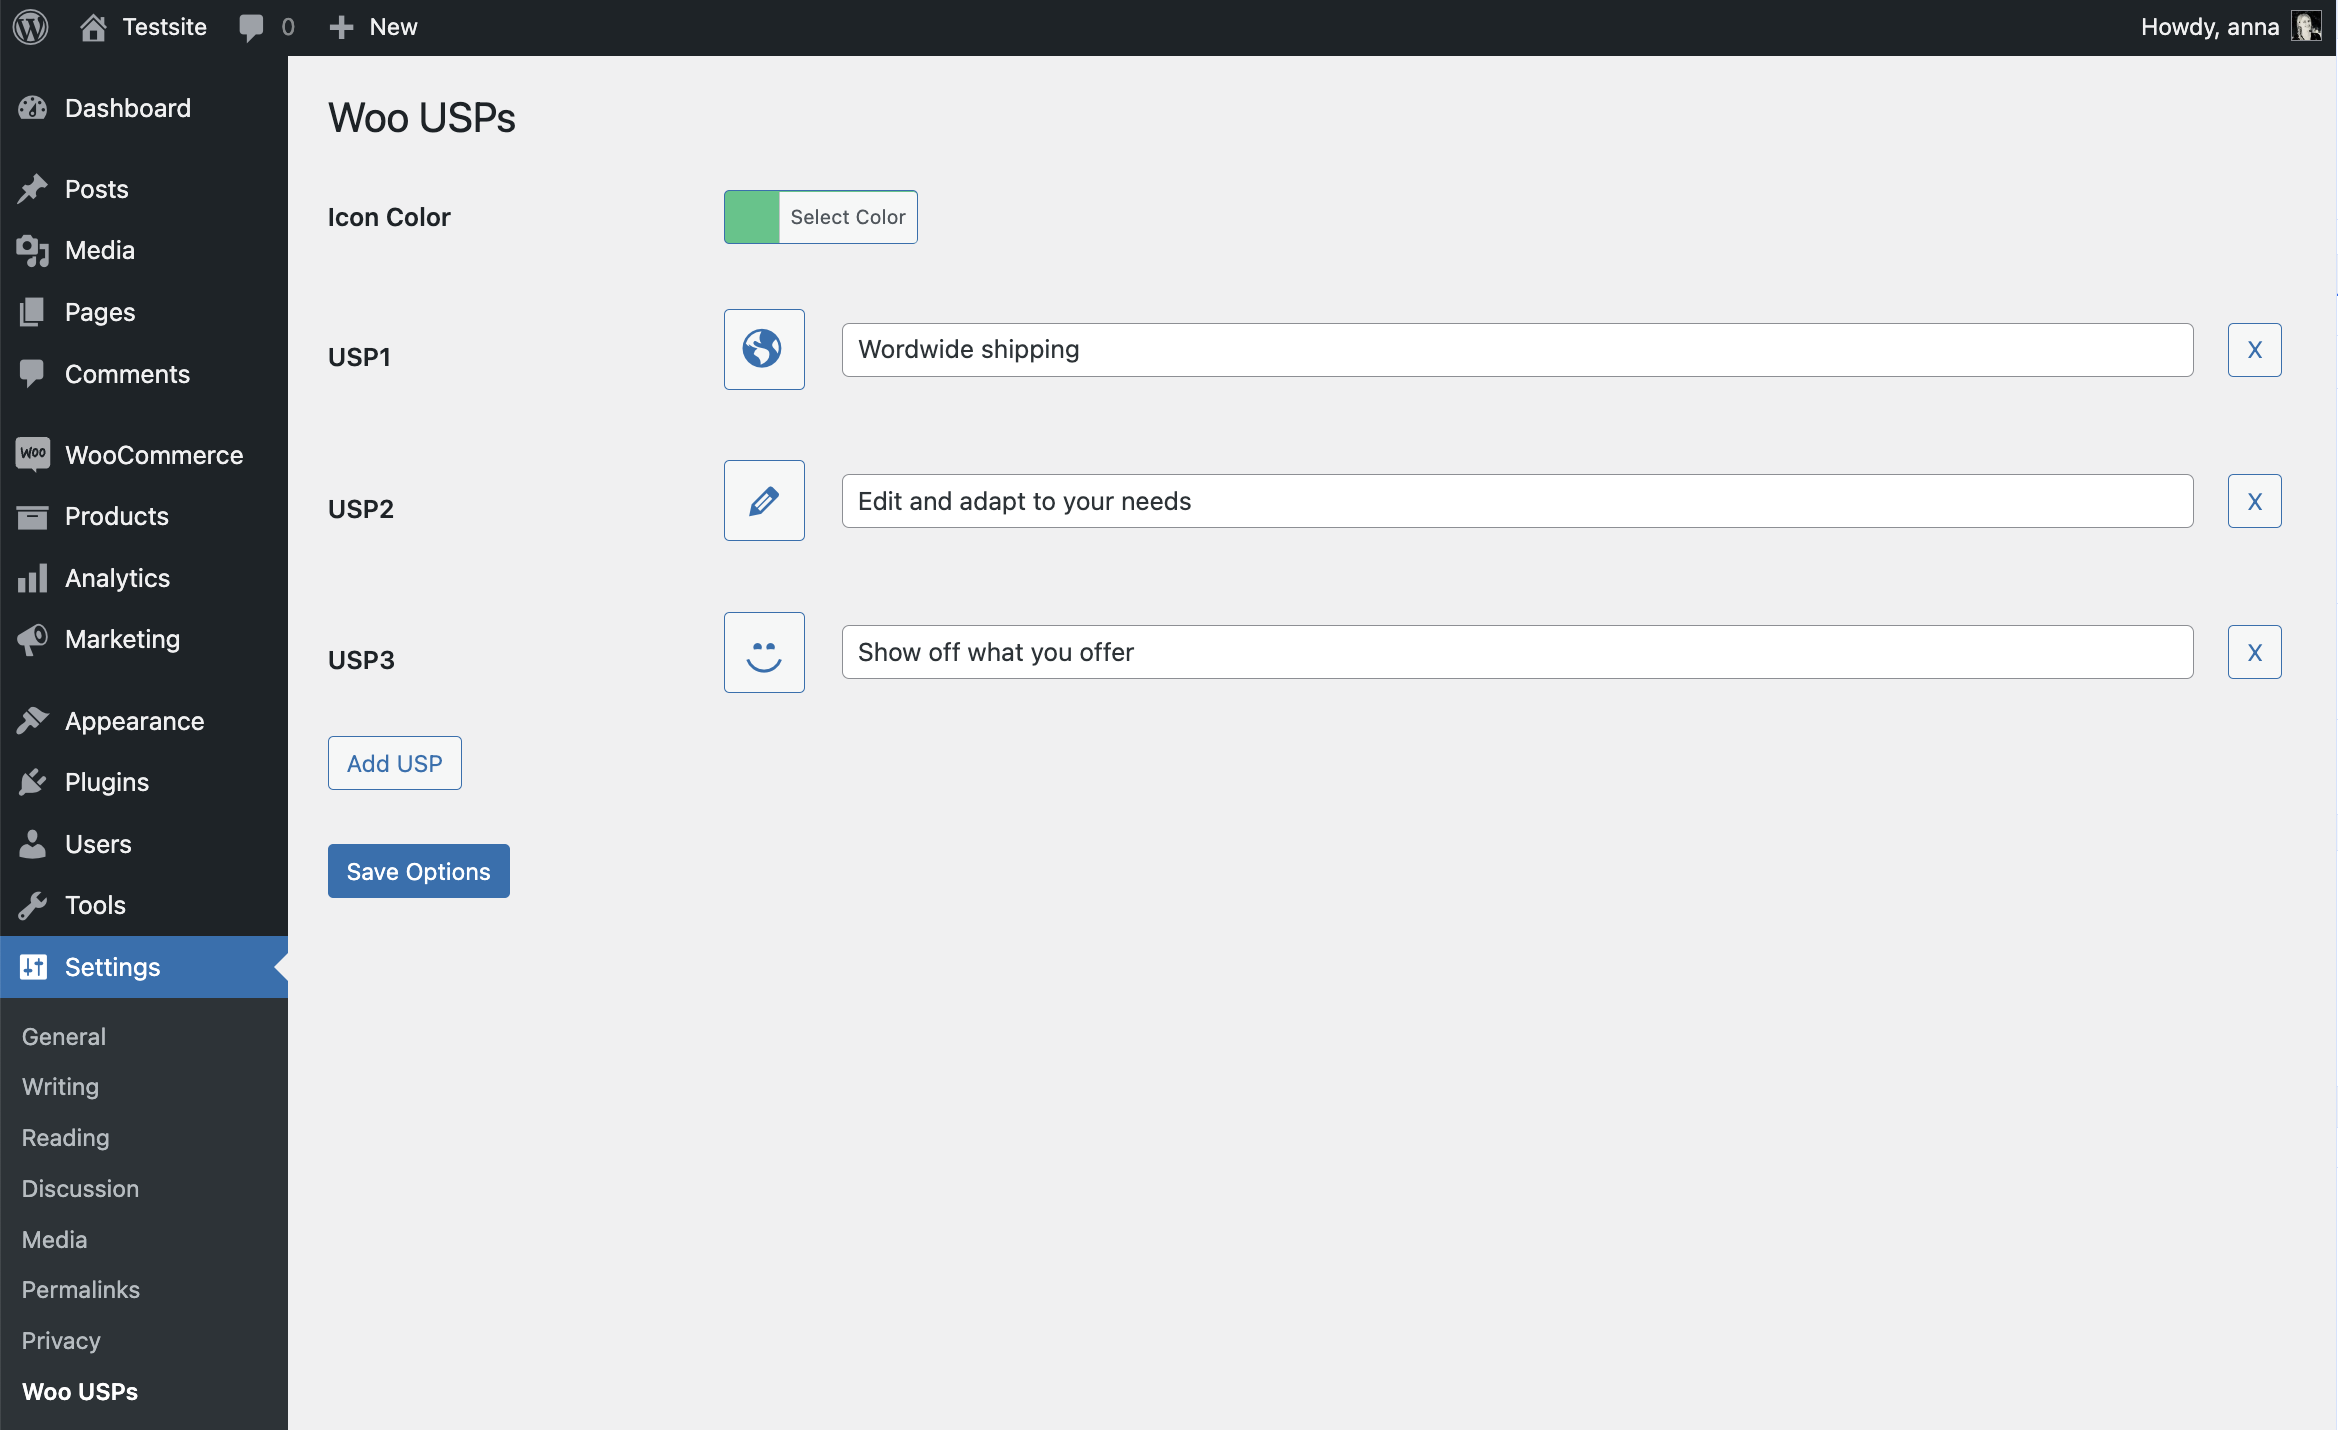 Testsite 0 New Howdy, anna
Dashboard
Posts
Media
Pages
Comments
Woo WooCommerce
Products
Analytics
Marketing
Appearance
Plugins
Users
Tools
Settings
General
Writing
Reading
Discussion
Media
Permalinks
Privacy
Woo USPs
Woo USPs
Icon Color Select Color
USP1 Wordwide shipping X
USP2 Edit and adapt to your needs X
USP3 Show off what you offer X
Add USP
Save Options